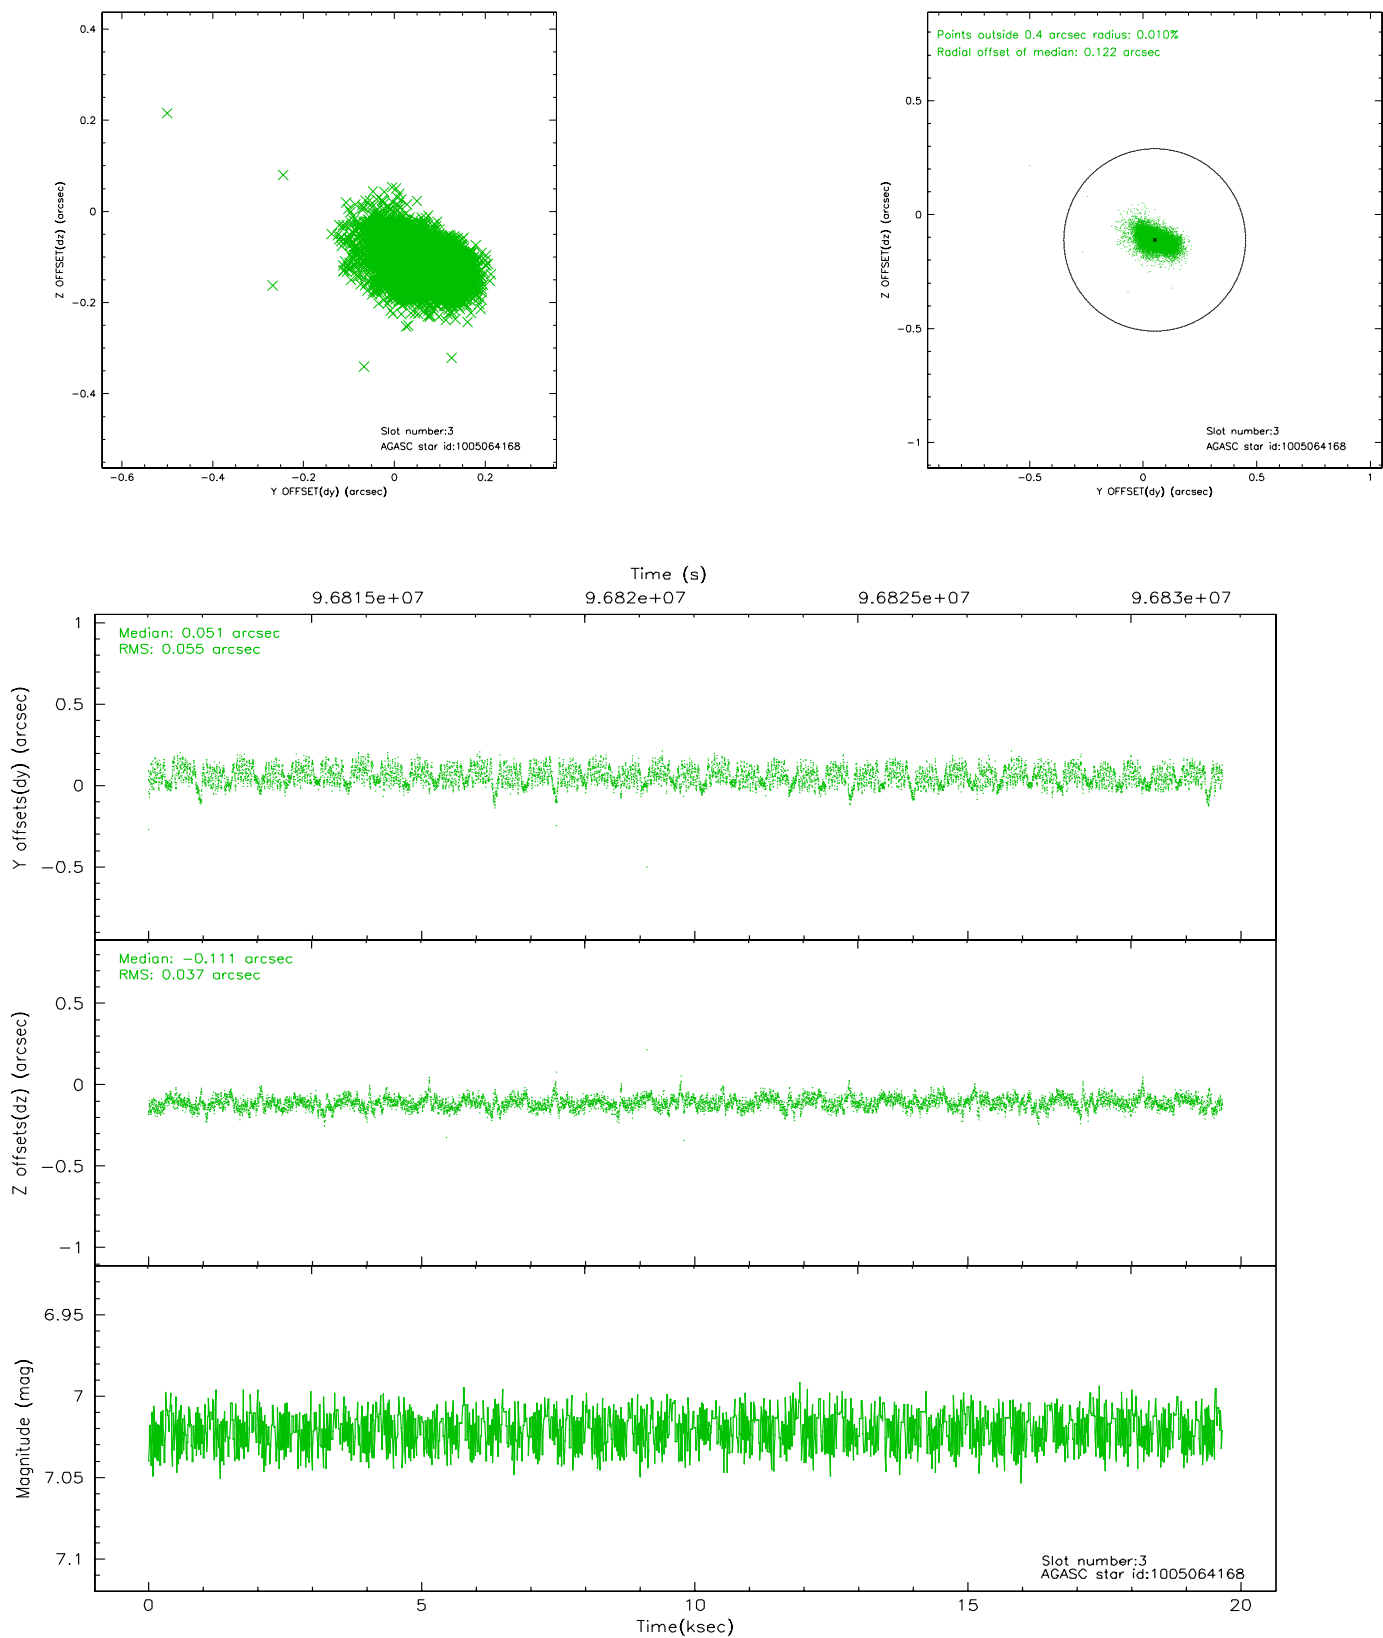 0.4
0.2
0
−0.2
−0.4
Z OFFSET(dz) (arcsec)
Slot number:3
AGASC star id:1005064168
−0.6
−0.4
−0.2
0
0.2
Y OFFSET(dy) (arcsec)
Points outside 0.4 arcsec radius: 0.010%
Radial offset of median: 0.122 arcsec
0.5
0
−0.5
−1
Z OFFSET(dz) (arcsec)
Slot number:3
AGASC star id:1005064168
−0.5
0
0.5
1
Y OFFSET(dy) (arcsec)
Time (s)
9.6815e+07
9.682e+07
9.6825e+07
9.683e+07
Median: 0.051 arcsec
RMS: 0.055 arcsec
1
0.5
0
−0.5
Y offsets(dy) (arcsec)
Median: −0.111 arcsec
RMS: 0.037 arcsec
0.5
0
−0.5
−1
Z offsets(dz) (arcsec)
6.95
7
7.05
7.1
Magnitude (mag)
Slot number:3
AGASC star id:1005064168
0
5
10
15
20
Time(ksec)